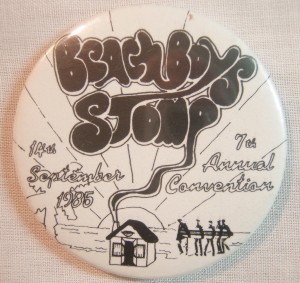 BEACH BOYS
STOMP
14th
September
1985
7th
Annual
Convention